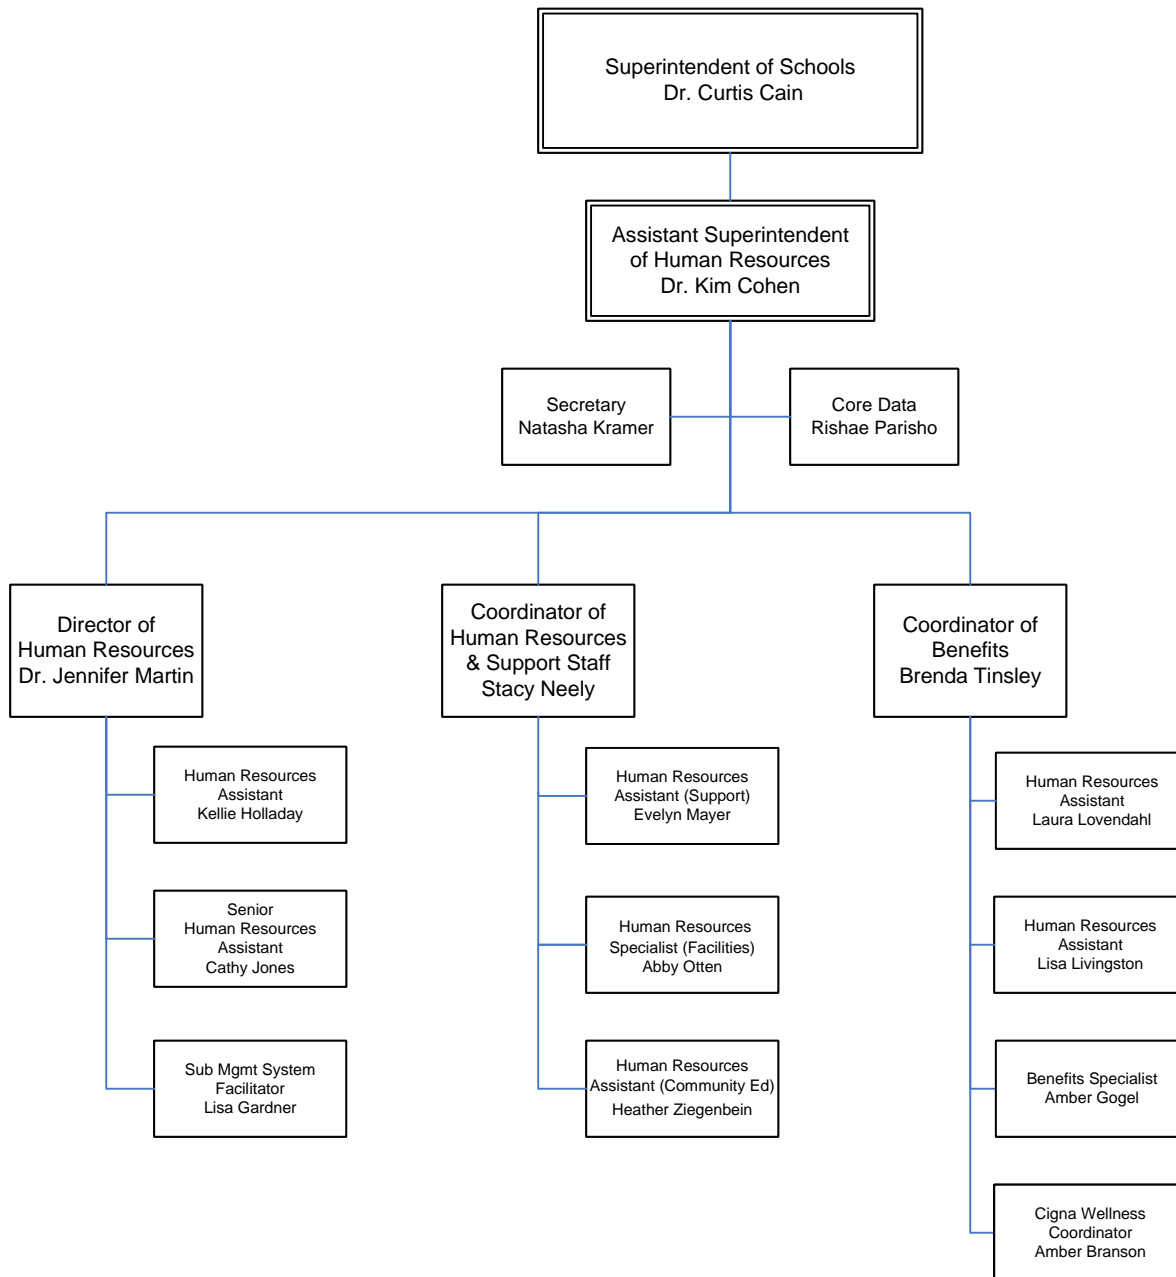 Superintendent of Schools
Dr. Curtis Cain
Assistant Superintendent
of Human Resources
Dr. Kim Cohen
Secretary
Natasha Kramer
Core Data
Rishae Parisho
Director of
Human Resources
Dr. Jennifer Martin
Coordinator of
Human Resources
& Support Staff
Stacy Neely
Coordinator of
Benefits
Brenda Tinsley
Human Resources
Assistant
Kellie Holladay
Senior
Human Resources
Assistant
Cathy Jones
Sub Mgmt System
Facilitator
Lisa Gardner
Human Resources
Assistant (Support)
Evelyn Mayer
Human Resources
Specialist (Facilities)
Abby Otten
Human Resources
Assistant (Community Ed)
Heather Ziegenbein
Human Resources
Assistant
Laura Lovendahl
Human Resources
Assistant
Lisa Livingston
Benefits Specialist
Amber Gogel
Cigna Wellness
Coordinator
Amber Branson